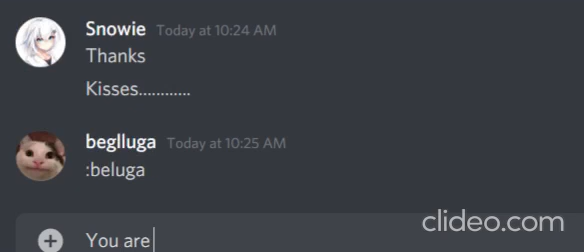 Snowie Today at 10:24 AM
Thanks
Kisses............
beglluga Today at 10:25 AM
:beluga
You are
clideo.com